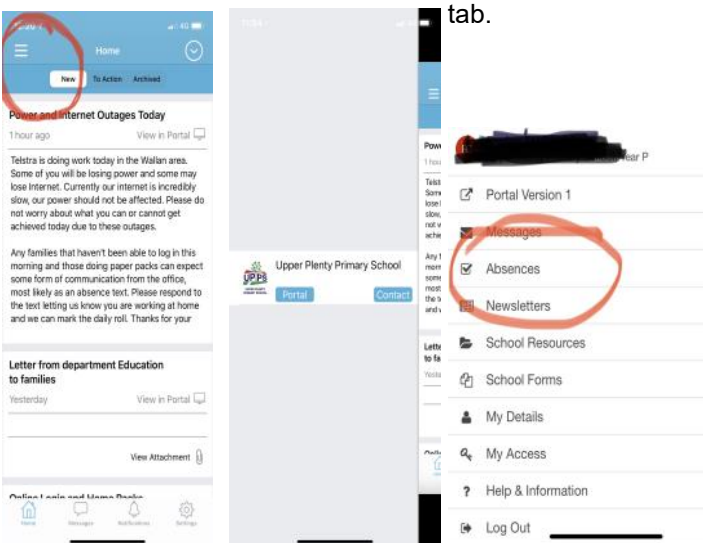 tab.
Home
New To Action Archived
Power and Internet Outages Today
1 hour ago View in Portal
Telstra is doing work today in the Wallan area.
Some of you will be losing power and some may
lose Internet. Currently our internet is incredibly
slow, our power should not be affected. Please do
not worry about what you can or cannot get
achieved today due to these outages.
Any families that haven't been able to log in this
morning and those doing paper packs can expect
some form of communication from the office,
most likely as an absence text. Please respond to
the text letting us know you are working at home
and we can mark the daily roll. Thanks for your
Letter from department Education
to families
Yesterday View in Portal
View Attachment
Online Login and Home Packs
Home Messages Notifications Settings
Upper Plenty Primary School
UPPS
Portal Contact
Year P
Portal Version 1
Messages
Absences
Newsletters
School Resources
School Forms
My Details
My Access
Help & Information
Log Out